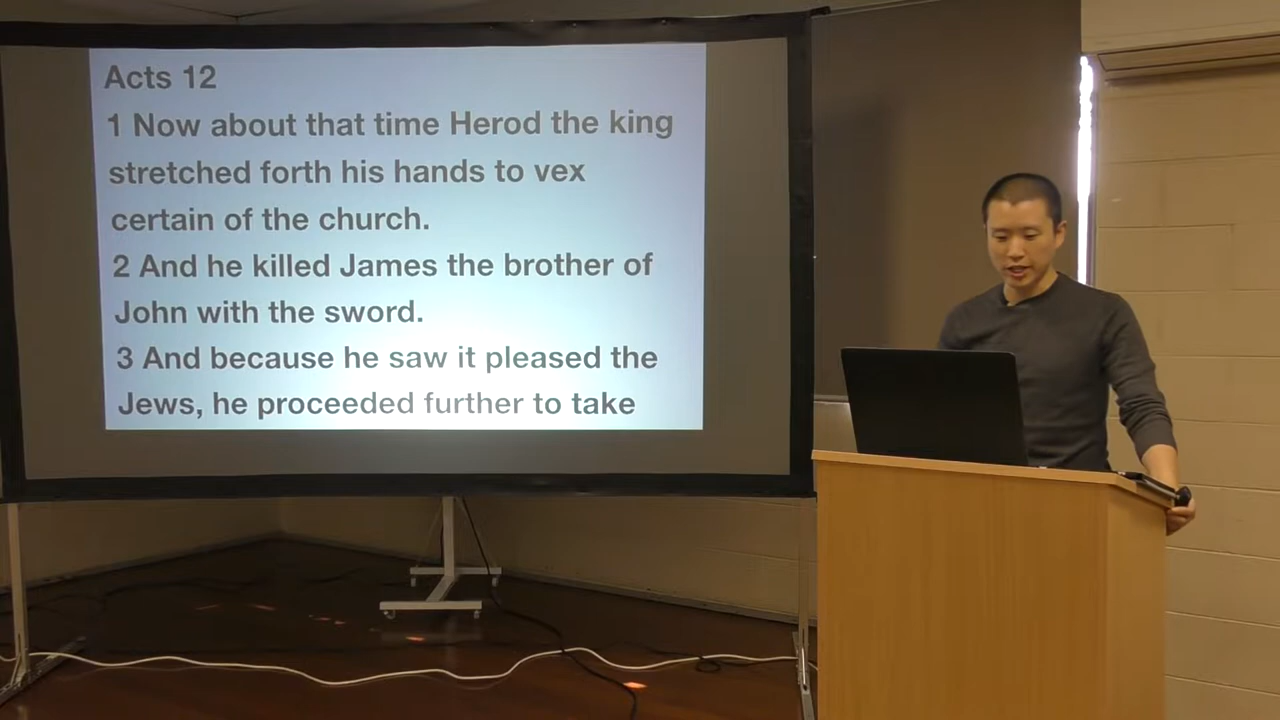 Acts 12
1 Now about that time Herod the king
stretched forth his hands to vex
certain of the church.
2 And he killed James the brother of
John with the sword.
3 And because he saw it pleased the
Jews, he proceeded further to take